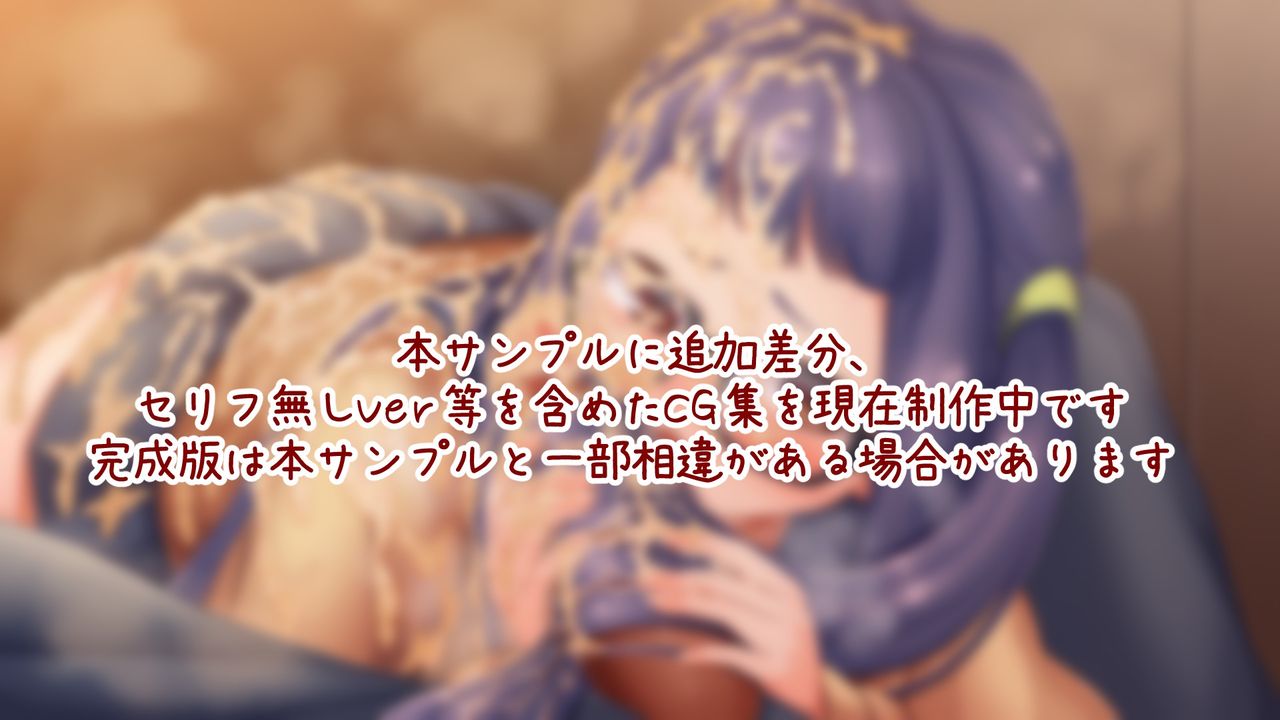 本サンプルに追加差分、
セリフ無しver等を含めたCG集を現在制作中です
完成版は本サンプルと一部相違がある場合があります